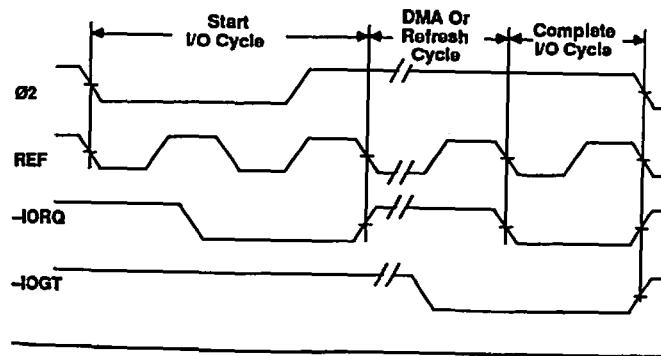 Start
I/O Cycle
DMA Or
Refresh
Cycle
Complete
I/O Cycle
Ø2
REF
–IORQ
–IOGT